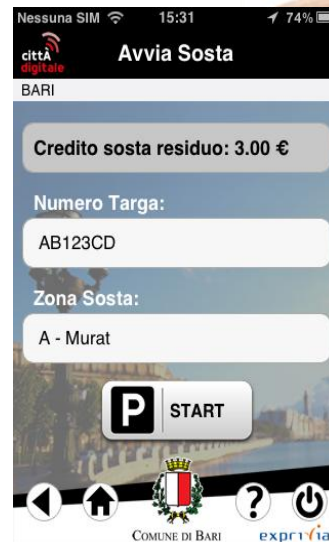 Nessuna SIM 15:31 74%
città
digitale
Avvia Sosta
BARI
Credito sosta residuo: 3.00 €
Numero Targa:
AB123CD
Zona Sosta:
A - Murat
P START
?
COMUNE DI BARI exprivia